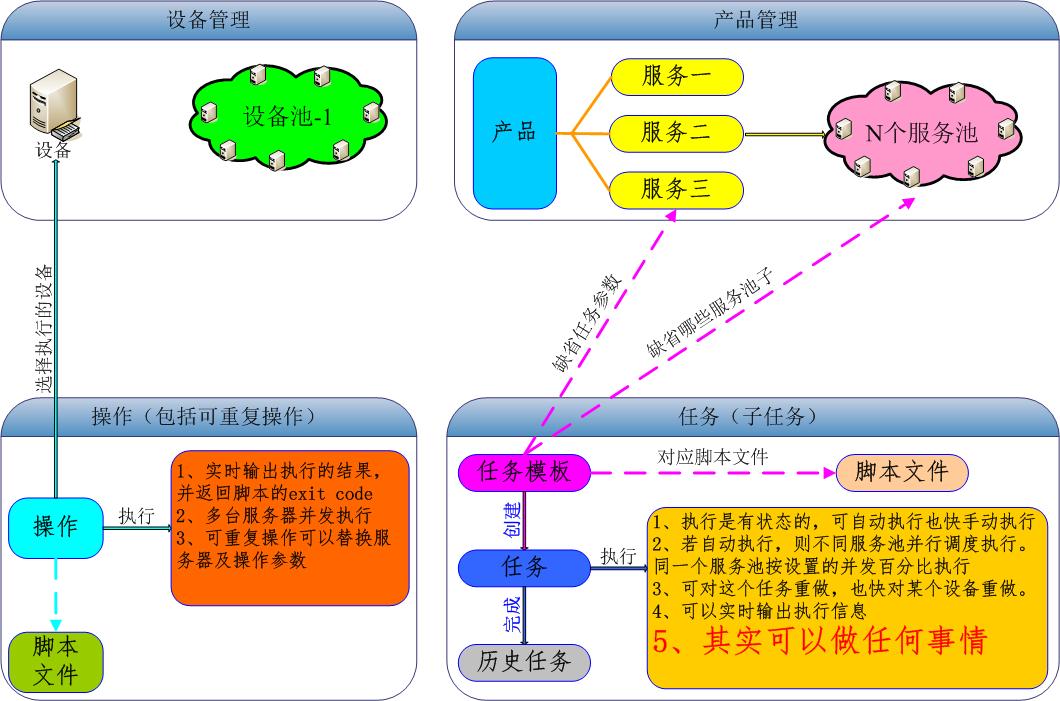 设备管理
设备
设备池-1
产品管理
产品
服务一
服务二
服务三
N个服务池
选择执行的设备
缺省任务参数
缺省哪些服务池子
操作（包括可重复操作）
操作
执行
1、实时输出执行的结果，
并返回脚本的exit code
2、多台服务器并发执行
3、可重复操作可以替换服
务器及操作参数
脚本
文件
任务（子任务）
任务模板
对应脚本文件
脚本文件
创建
任务
执行
完成
历史任务
1、执行是有状态的，可自动执行也快手动执行
2、若自动执行，则不同服务池并行调度执行。
同一个服务池按设置的并发百分比执行
3、可对这个任务重做，也快对某个设备重做。
4、可以实时输出执行信息
5、其实可以做任何事情